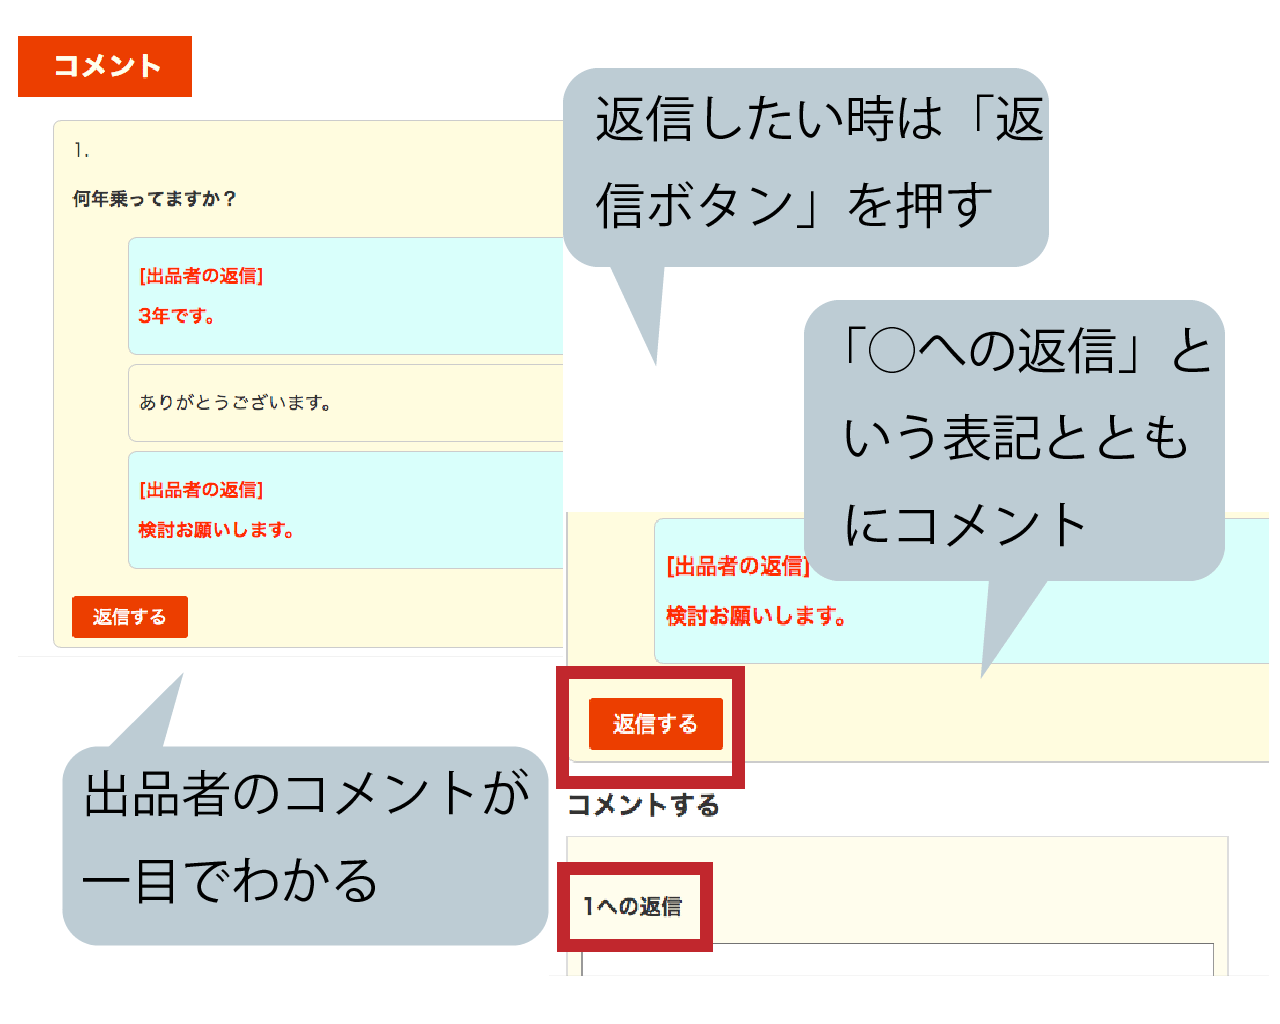 コメント
1.
何年乗ってますか？
[出品者の返信]
3年です。
ありがとうございます。
[出品者の返信]
検討お願いします。
返信する
出品者のコメントが
一目でわかる
返信したい時は「返
信ボタン」を押す
「○への返信」と
いう表記ととも
にコメント
[出品者の返信]
検討お願いします。
返信する
コメントする
1への返信